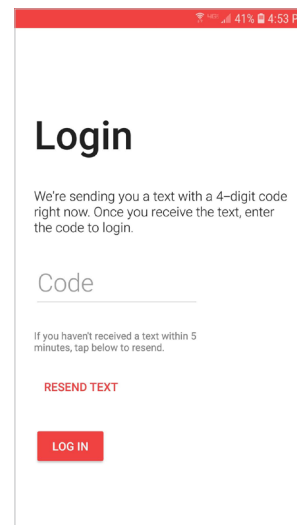 41% 4:53 P
Login
We're sending you a text with a 4-digit code
right now. Once you receive the text, enter
the code to login.
Code
If you haven't received a text within 5
minutes, tap below to resend.
RESEND TEXT
LOG IN